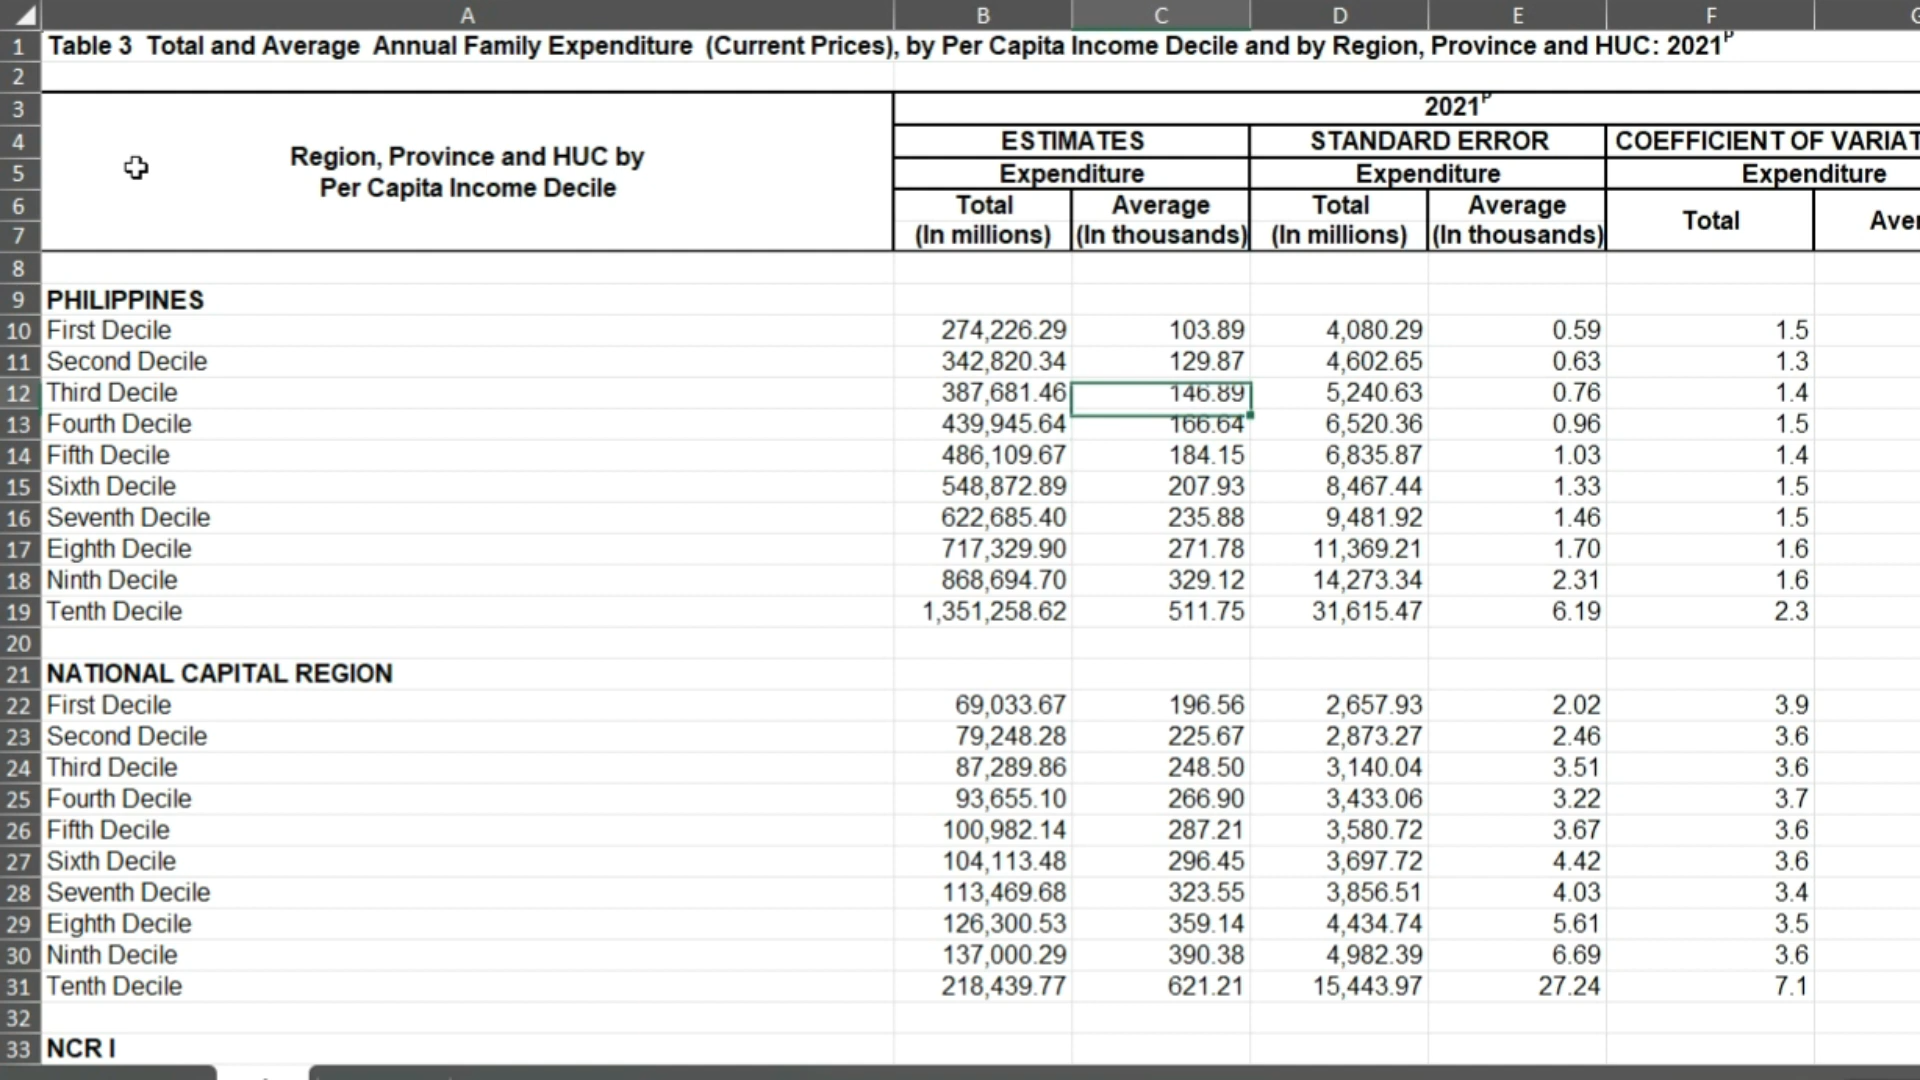 A B C D E F
1 Table 3 Total and Average Annual Family Expenditure (Current Prices), by Per Capita Income Decile and by Region, Province and HUC: 2021ᵖ
2
3 2021ᵖ
4 ESTIMATES STANDARD ERROR COEFFICIENT OF VARIAT
Region, Province and HUC by
5 Expenditure Expenditure Expenditure
Per Capita Income Decile
6 Total Average Total Average
Total Aver
7 (In millions) (In thousands) (In millions) (In thousands)
8
9 PHILIPPINES
10 First Decile 274,226.29 103.89 4,080.29 0.59 1.5
11 Second Decile 342,820.34 129.87 4,602.65 0.63 1.3
12 Third Decile 387,681.46 146.89 5,240.63 0.76 1.4
13 Fourth Decile 439,945.64 166.64 6,520.36 0.96 1.5
14 Fifth Decile 486,109.67 184.15 6,835.87 1.03 1.4
15 Sixth Decile 548,872.89 207.93 8,467.44 1.33 1.5
16 Seventh Decile 622,685.40 235.88 9,481.92 1.46 1.5
17 Eighth Decile 717,329.90 271.78 11,369.21 1.70 1.6
18 Ninth Decile 868,694.70 329.12 14,273.34 2.31 1.6
19 Tenth Decile 1,351,258.62 511.75 31,615.47 6.19 2.3
20
21 NATIONAL CAPITAL REGION
22 First Decile 69,033.67 196.56 2,657.93 2.02 3.9
23 Second Decile 79,248.28 225.67 2,873.27 2.46 3.6
24 Third Decile 87,289.86 248.50 3,140.04 3.51 3.6
25 Fourth Decile 93,655.10 266.90 3,433.06 3.22 3.7
26 Fifth Decile 100,982.14 287.21 3,580.72 3.67 3.6
27 Sixth Decile 104,113.48 296.45 3,697.72 4.42 3.6
28 Seventh Decile 113,469.68 323.55 3,856.51 4.03 3.4
29 Eighth Decile 126,300.53 359.14 4,434.74 5.61 3.5
30 Ninth Decile 137,000.29 390.38 4,982.39 6.69 3.6
31 Tenth Decile 218,439.77 621.21 15,443.97 27.24 7.1
32
33 NCR I